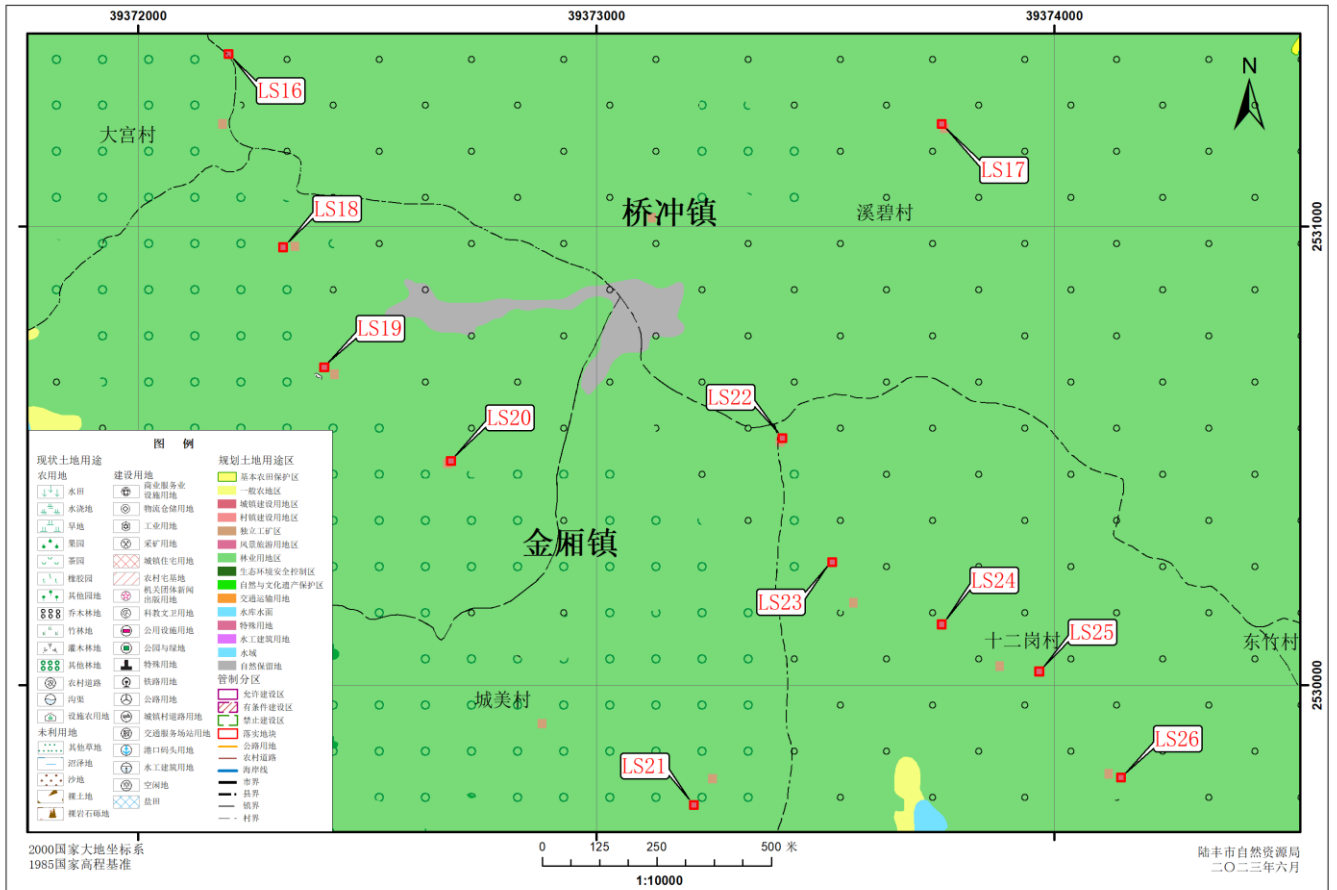 39372000
39373000
39374000
N
LS16
大宫村
LS17
LS18
桥冲镇
溪碧村
2531000
LS19
LS22
LS20
金厢镇
LS23
LS24
十二岗村
LS25
东竹村
2530000
城美村
LS21
LS26
图 例
现状土地用途
农用地
水田
水浇地
旱地
果园
茶园
橡胶园
其他园地
乔木林地
竹林地
灌木林地
其他林地
农村道路
沟渠
设施农用地
未利用地
其他草地
沼泽地
沙地
裸土地
裸岩石砾地
建设用地
商业服务业
设施用地
物流仓储用地
工业用地
采矿用地
城镇住宅用地
农村宅基地
机关团体新闻
出版用地
科教文卫用地
公用设施用地
公园与绿地
特殊用地
铁路用地
公路用地
城镇村道路用地
交通服务场站用地
港口码头用地
水工建筑用地
空闲地
盐田
规划土地用途区
基本农田保护区
一般农地区
城镇建设用地区
村镇建设用地区
独立工矿区
风景旅游用地区
林业用地区
生态环境安全控制区
自然与文化遗产保护区
交通运输用地
水库水面
特殊用地
水工建筑用地
水域
自然保留地
管制分区
允许建设区
有条件建设区
禁止建设区
落实地块
公路用地
农村道路
海岸线
市界
县界
镇界
村界
2000国家大地坐标系
1985国家高程基准
0 125 250 500 米
1:10000
陆丰市自然资源局
二〇二三年六月